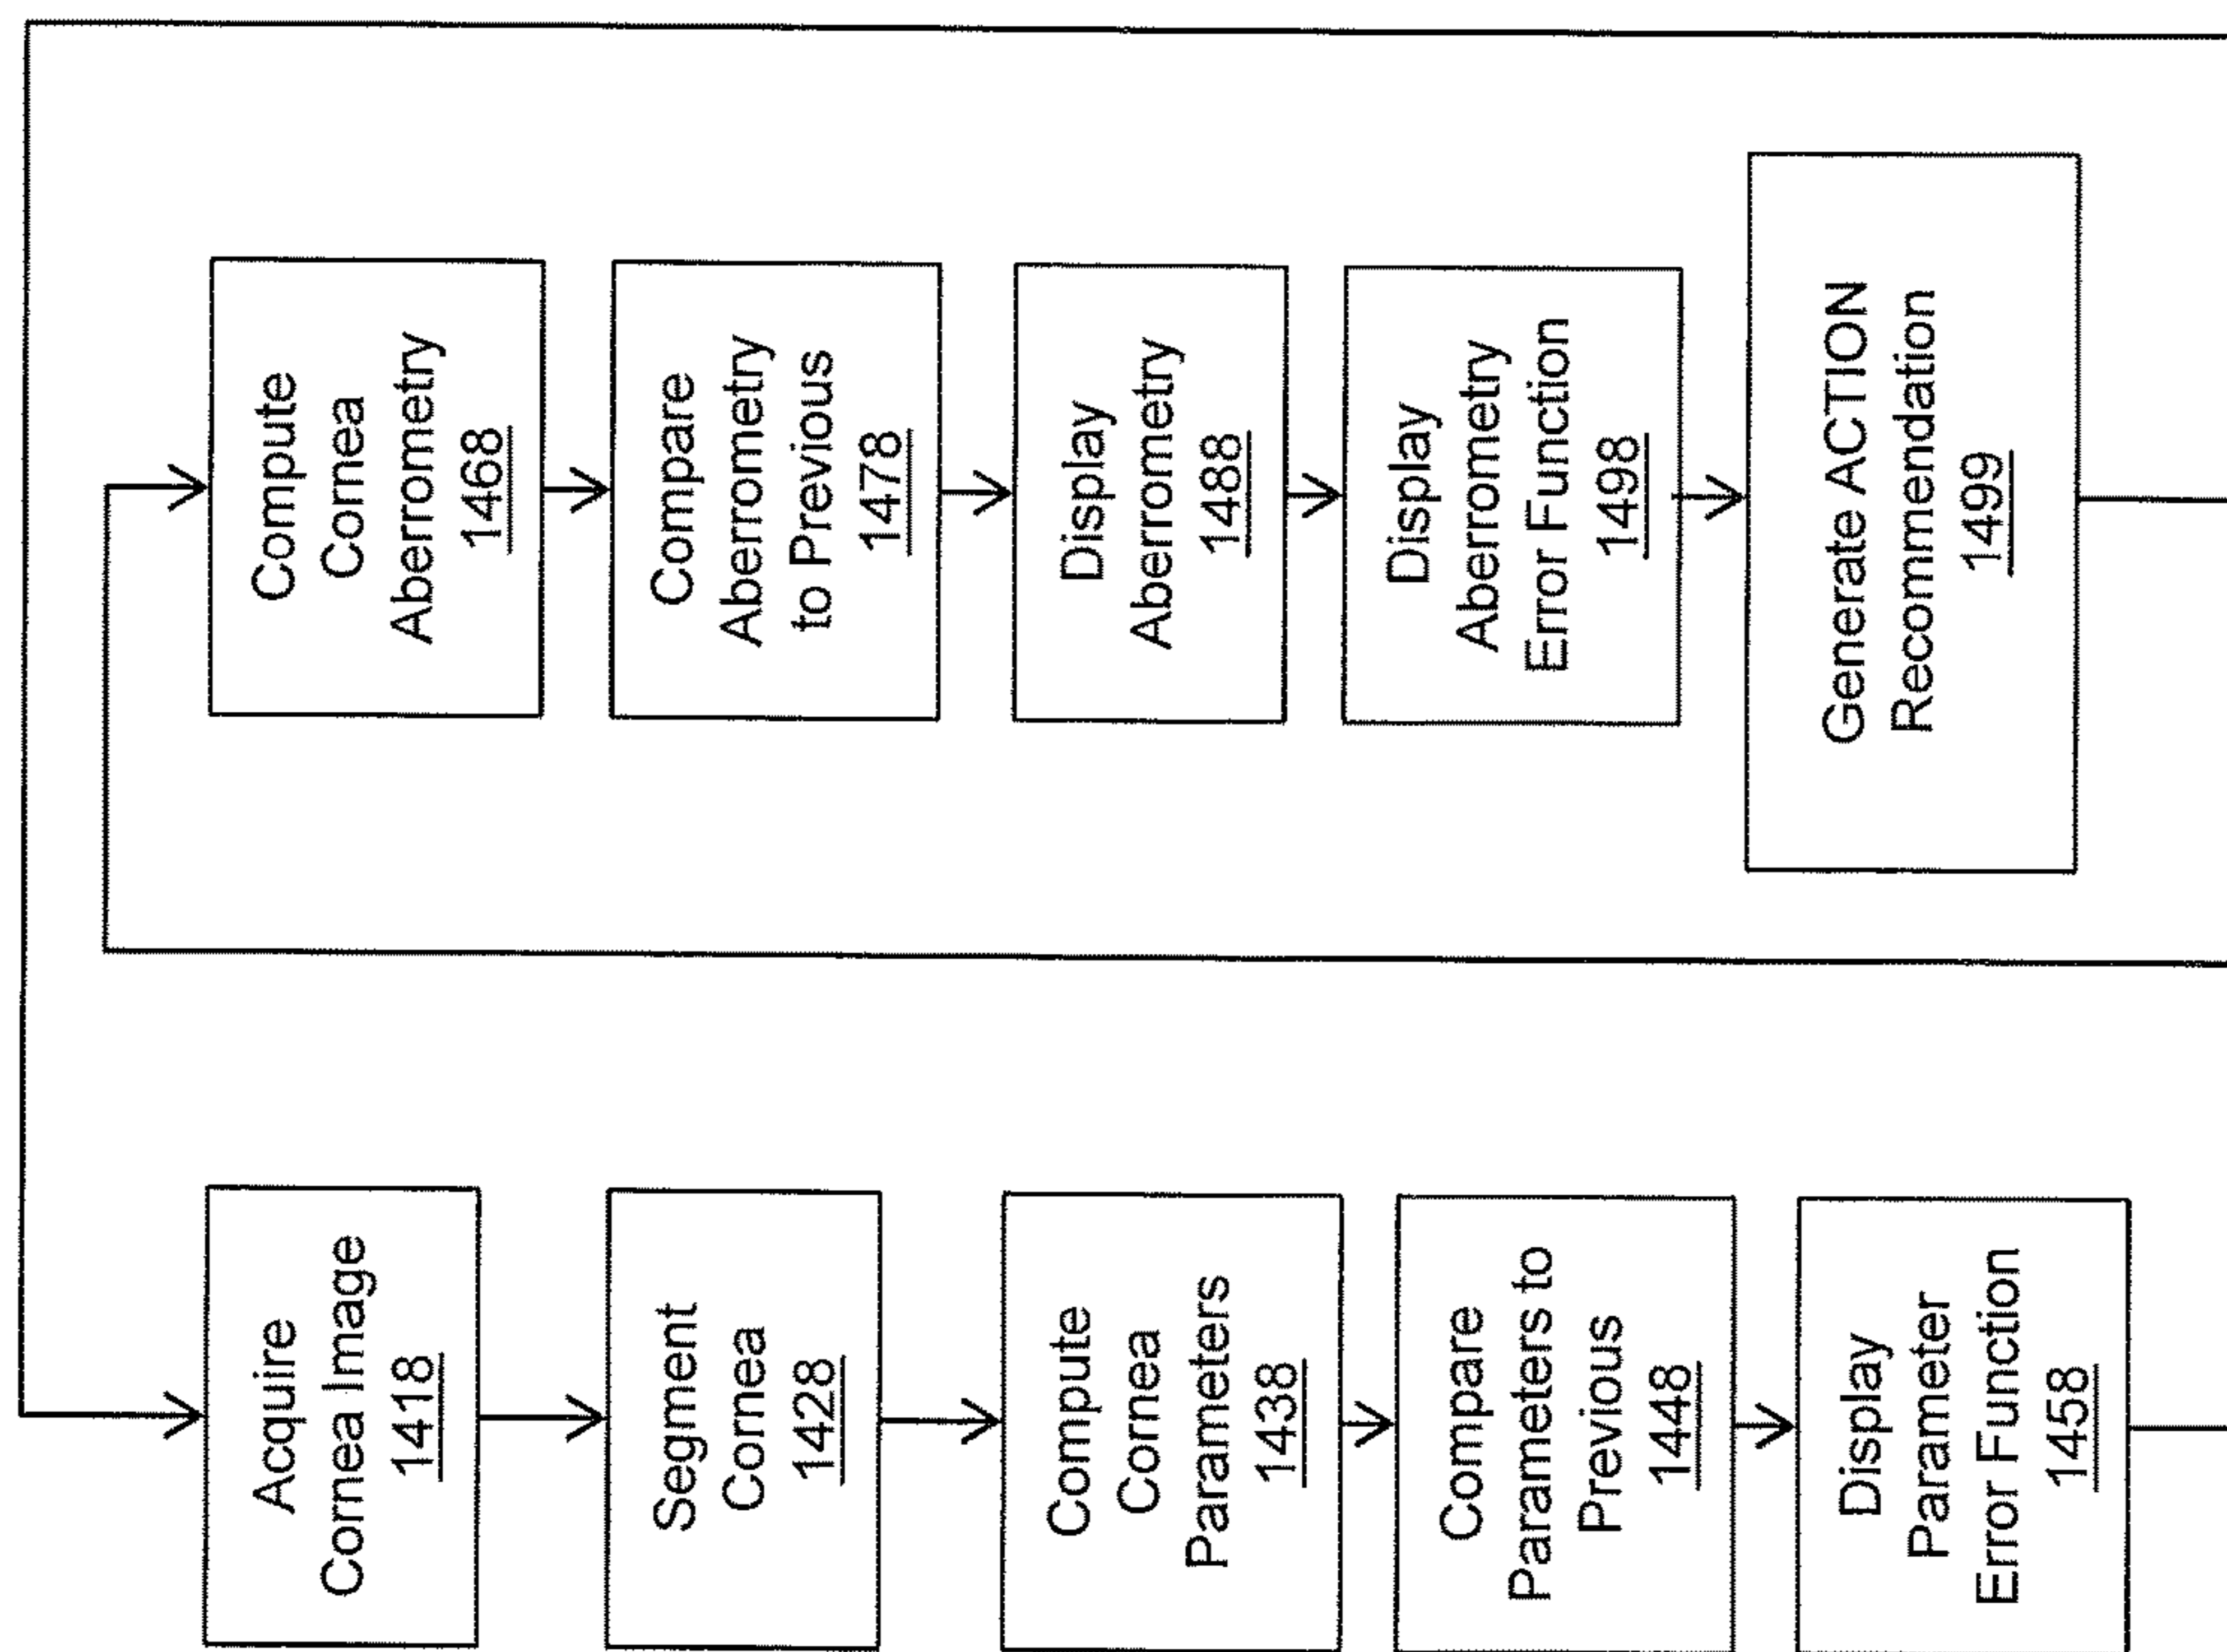 Acquire
Cornea Image
1418
Segment
Cornea
1428
Compute
Cornea
Parameters
1438
Compare
Parameters to
Previous
1448
Display
Parameter
Error Function
1458
Compute
Cornea
Aberrometry
1468
Compare
Aberrometry
to Previous
1478
Display
Aberrometry
1488
Display
Aberrometry
Error Function
1498
Generate ACTION
Recommendation
1499